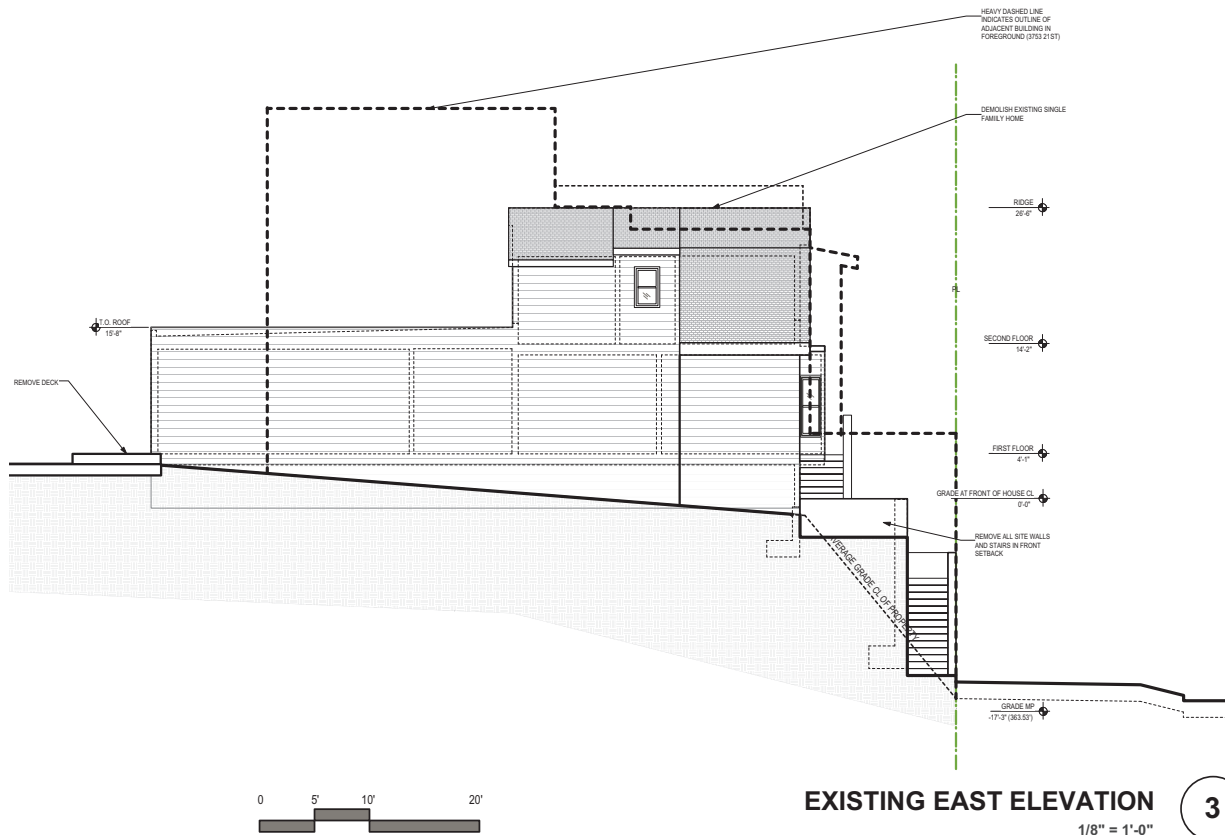 HEAVY DASHED LINE
INDICATES OUTLINE OF
ADJACENT BUILDING IN
FOREGROUND (3753 21ST)
DEMOLISH EXISTING SINGLE
FAMILY HOME
RIDGE
26'-6"
PL
T.O. ROOF
15'-8"
SECOND FLOOR
14'-2"
REMOVE DECK
FIRST FLOOR
4'-1"
GRADE AT FRONT OF HOUSE CL
0'-0"
REMOVE ALL SITE WALLS
AND STAIRS IN FRONT
SETBACK
AVERAGE GRADE CL OF PROPERTY
GRADE MP
-17'-3" (363.53')
0 5' 10' 20'
EXISTING EAST ELEVATION
1/8" = 1'-0"
3